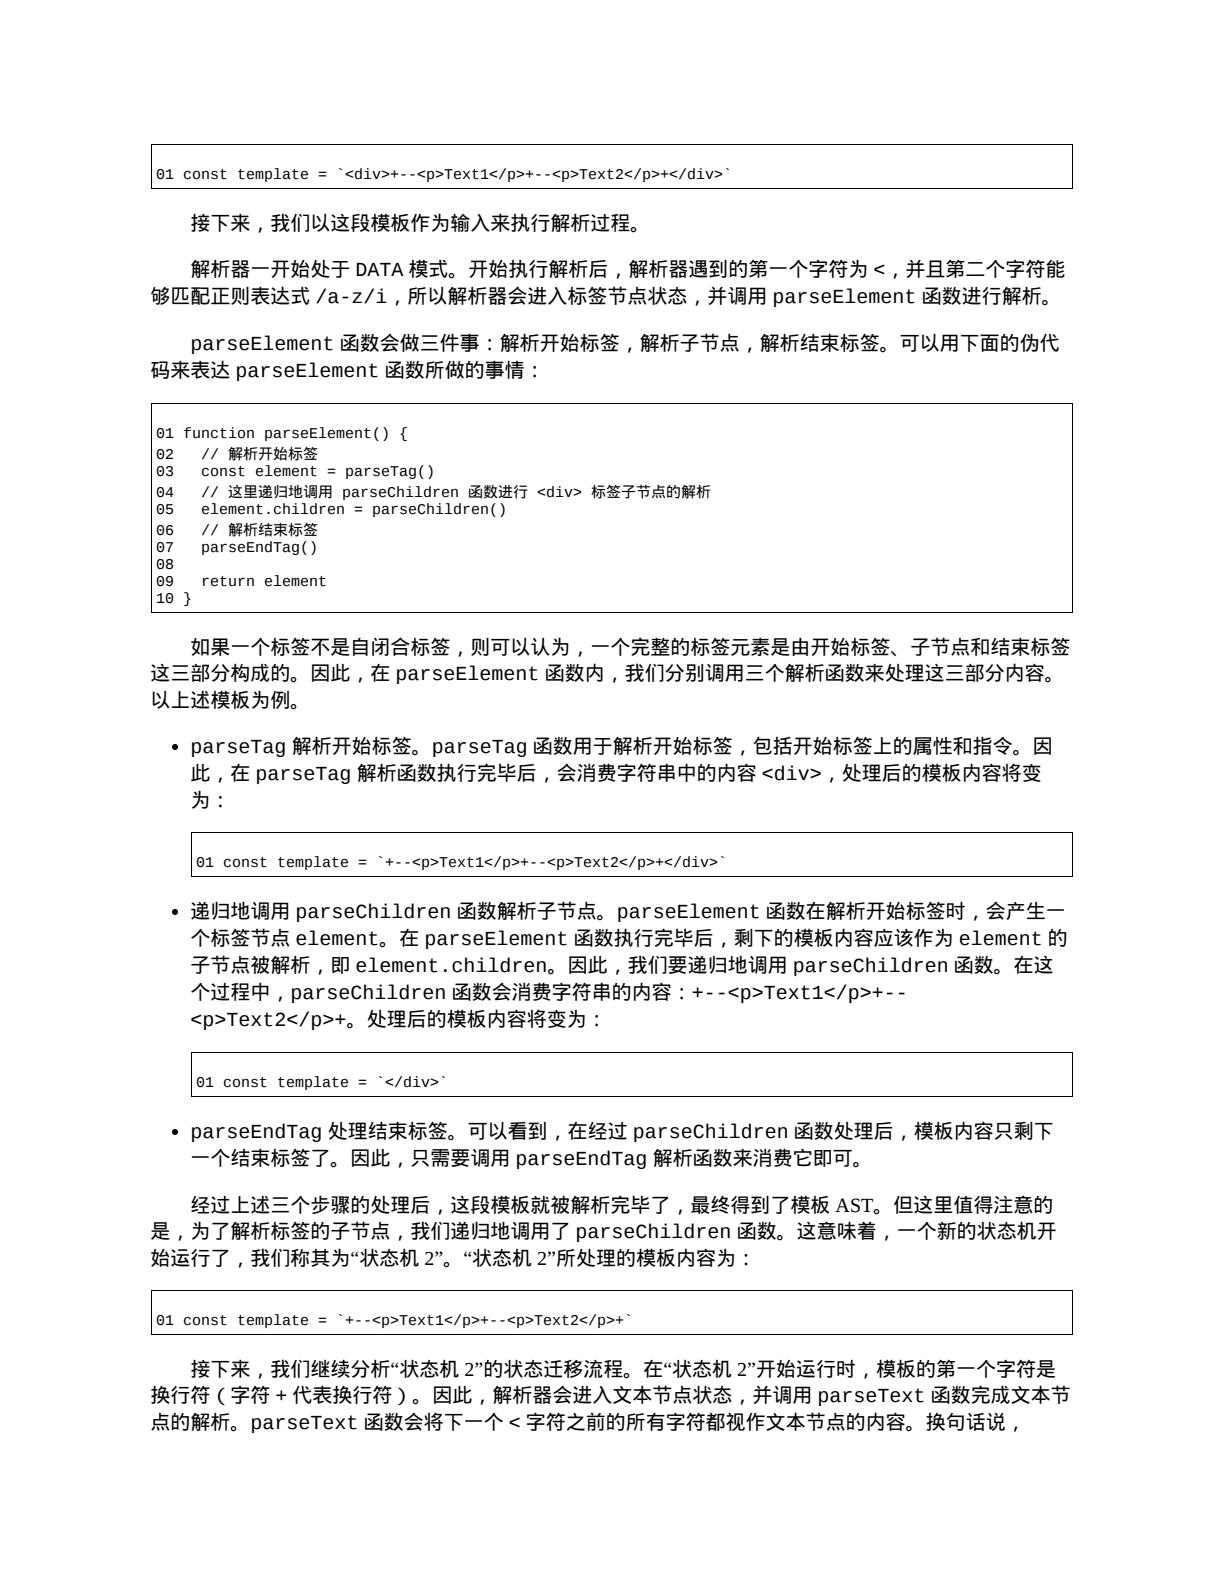 01 const template = `<div>+--<p>Text1</p>+--<p>Text2</p>+</div>`
接下来，我们以这段模板作为输入来执行解析过程。
解析器一开始处于 DATA 模式。开始执行解析后，解析器遇到的第一个字符为 <，并且第二个字符能
够匹配正则表达式 /a-z/i，所以解析器会进入标签节点状态，并调用 parseElement 函数进行解析。
parseElement 函数会做三件事：解析开始标签，解析子节点，解析结束标签。可以用下面的伪代
码来表达 parseElement 函数所做的事情：
01 function parseElement() {
02   // 解析开始标签
03   const element = parseTag()
04   // 这里递归地调用 parseChildren 函数进行 <div> 标签子节点的解析
05   element.children = parseChildren()
06   // 解析结束标签
07   parseEndTag()
08
09   return element
10 }
如果一个标签不是自闭合标签，则可以认为，一个完整的标签元素是由开始标签、子节点和结束标签
这三部分构成的。因此，在 parseElement 函数内，我们分别调用三个解析函数来处理这三部分内容。
以上述模板为例。
• parseTag 解析开始标签。parseTag 函数用于解析开始标签，包括开始标签上的属性和指令。因
此，在 parseTag 解析函数执行完毕后，会消费字符串中的内容 <div>，处理后的模板内容将变
为：
01 const template = `+--<p>Text1</p>+--<p>Text2</p>+</div>`
• 递归地调用 parseChildren 函数解析子节点。parseElement 函数在解析开始标签时，会产生一
个标签节点 element。在 parseElement 函数执行完毕后，剩下的模板内容应该作为 element 的
子节点被解析，即 element.children。因此，我们要递归地调用 parseChildren 函数。在这
个过程中，parseChildren 函数会消费字符串的内容：+--<p>Text1</p>+--
<p>Text2</p>+。处理后的模板内容将变为：
01 const template = `</div>`
• parseEndTag 处理结束标签。可以看到，在经过 parseChildren 函数处理后，模板内容只剩下
一个结束标签了。因此，只需要调用 parseEndTag 解析函数来消费它即可。
经过上述三个步骤的处理后，这段模板就被解析完毕了，最终得到了模板 AST。但这里值得注意的
是，为了解析标签的子节点，我们递归地调用了 parseChildren 函数。这意味着，一个新的状态机开
始运行了，我们称其为“状态机 2”。“状态机 2”所处理的模板内容为：
01 const template = `+--<p>Text1</p>+--<p>Text2</p>+`
接下来，我们继续分析“状态机 2”的状态迁移流程。在“状态机 2”开始运行时，模板的第一个字符是
换行符（字符 + 代表换行符）。因此，解析器会进入文本节点状态，并调用 parseText 函数完成文本节
点的解析。parseText 函数会将下一个 < 字符之前的所有字符都视作文本节点的内容。换句话说，